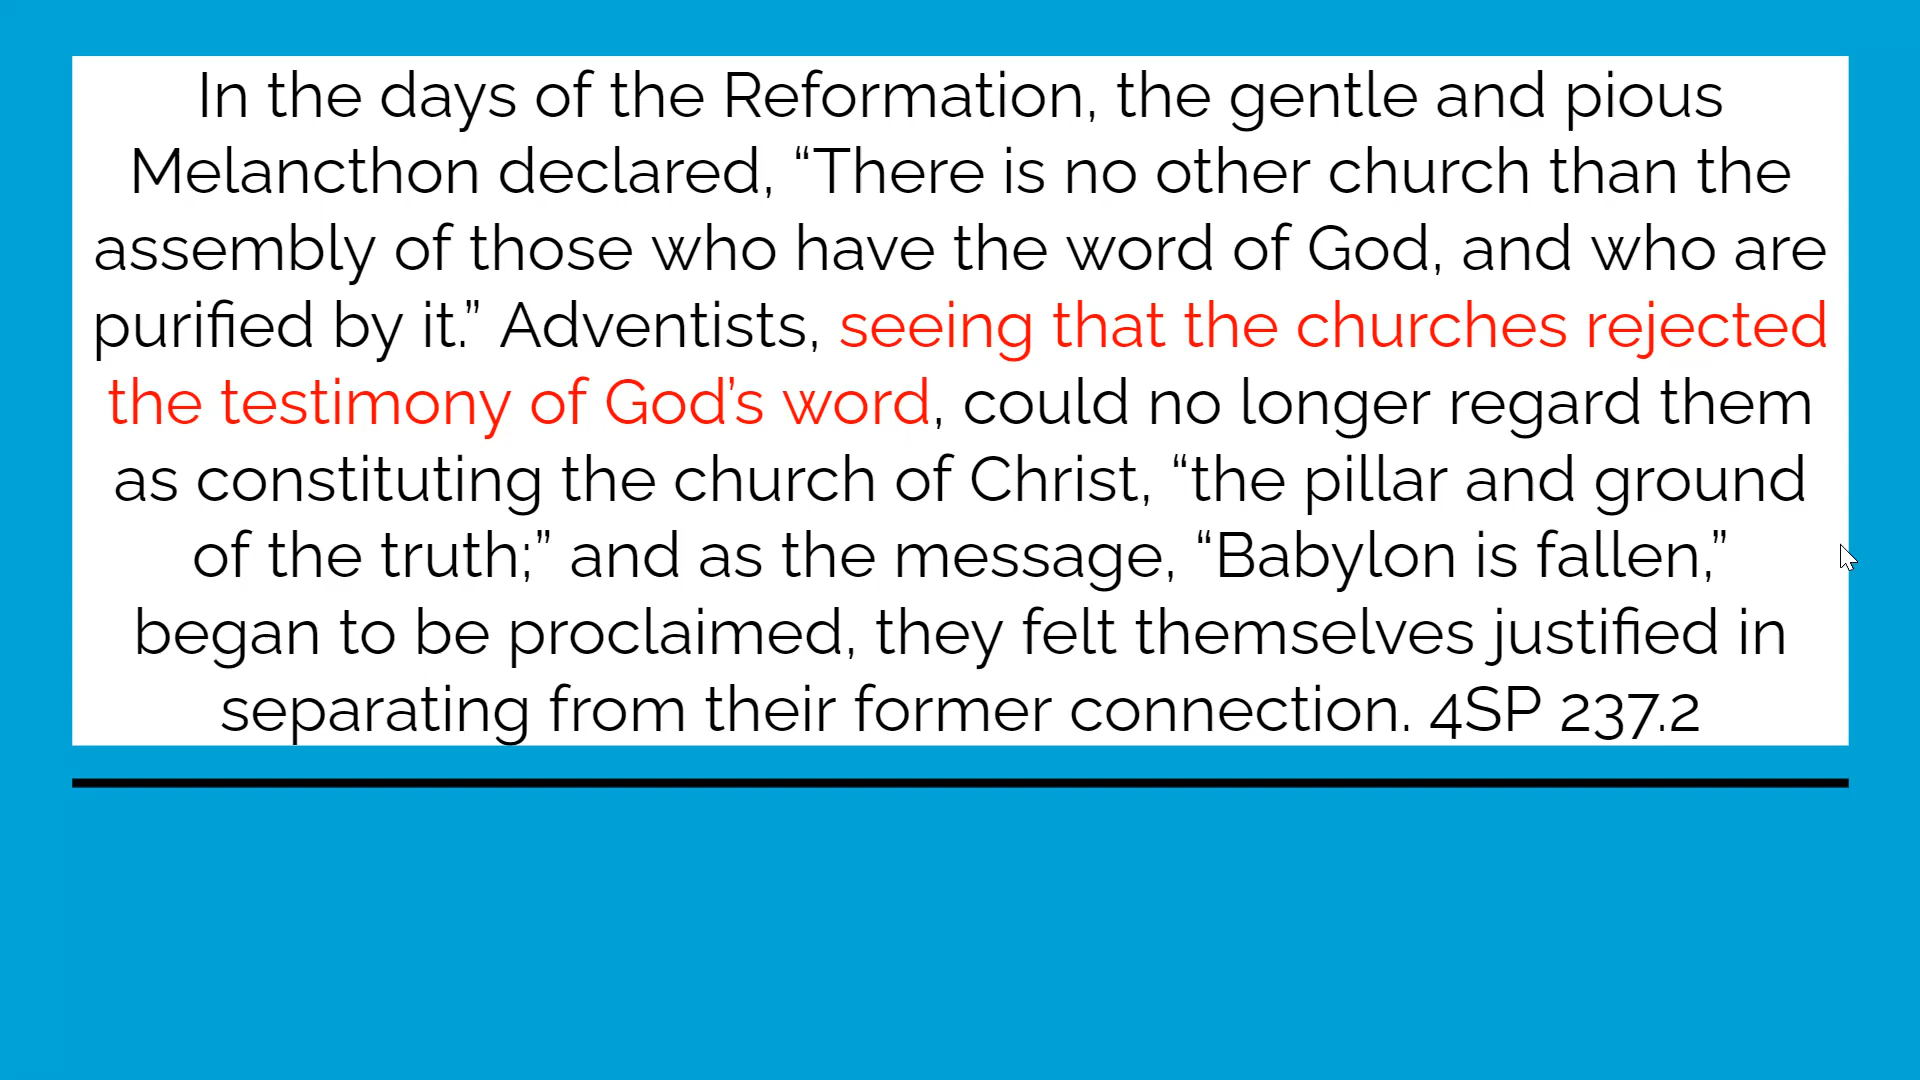 In the days of the Reformation, the gentle and pious
Melancthon declared, “There is no other church than the
assembly of those who have the word of God, and who are
purified by it.” Adventists, seeing that the churches rejected
the testimony of God’s word, could no longer regard them
as constituting the church of Christ, “the pillar and ground
of the truth;” and as the message, “Babylon is fallen,”
began to be proclaimed, they felt themselves justified in
separating from their former connection. 4SP 237.2